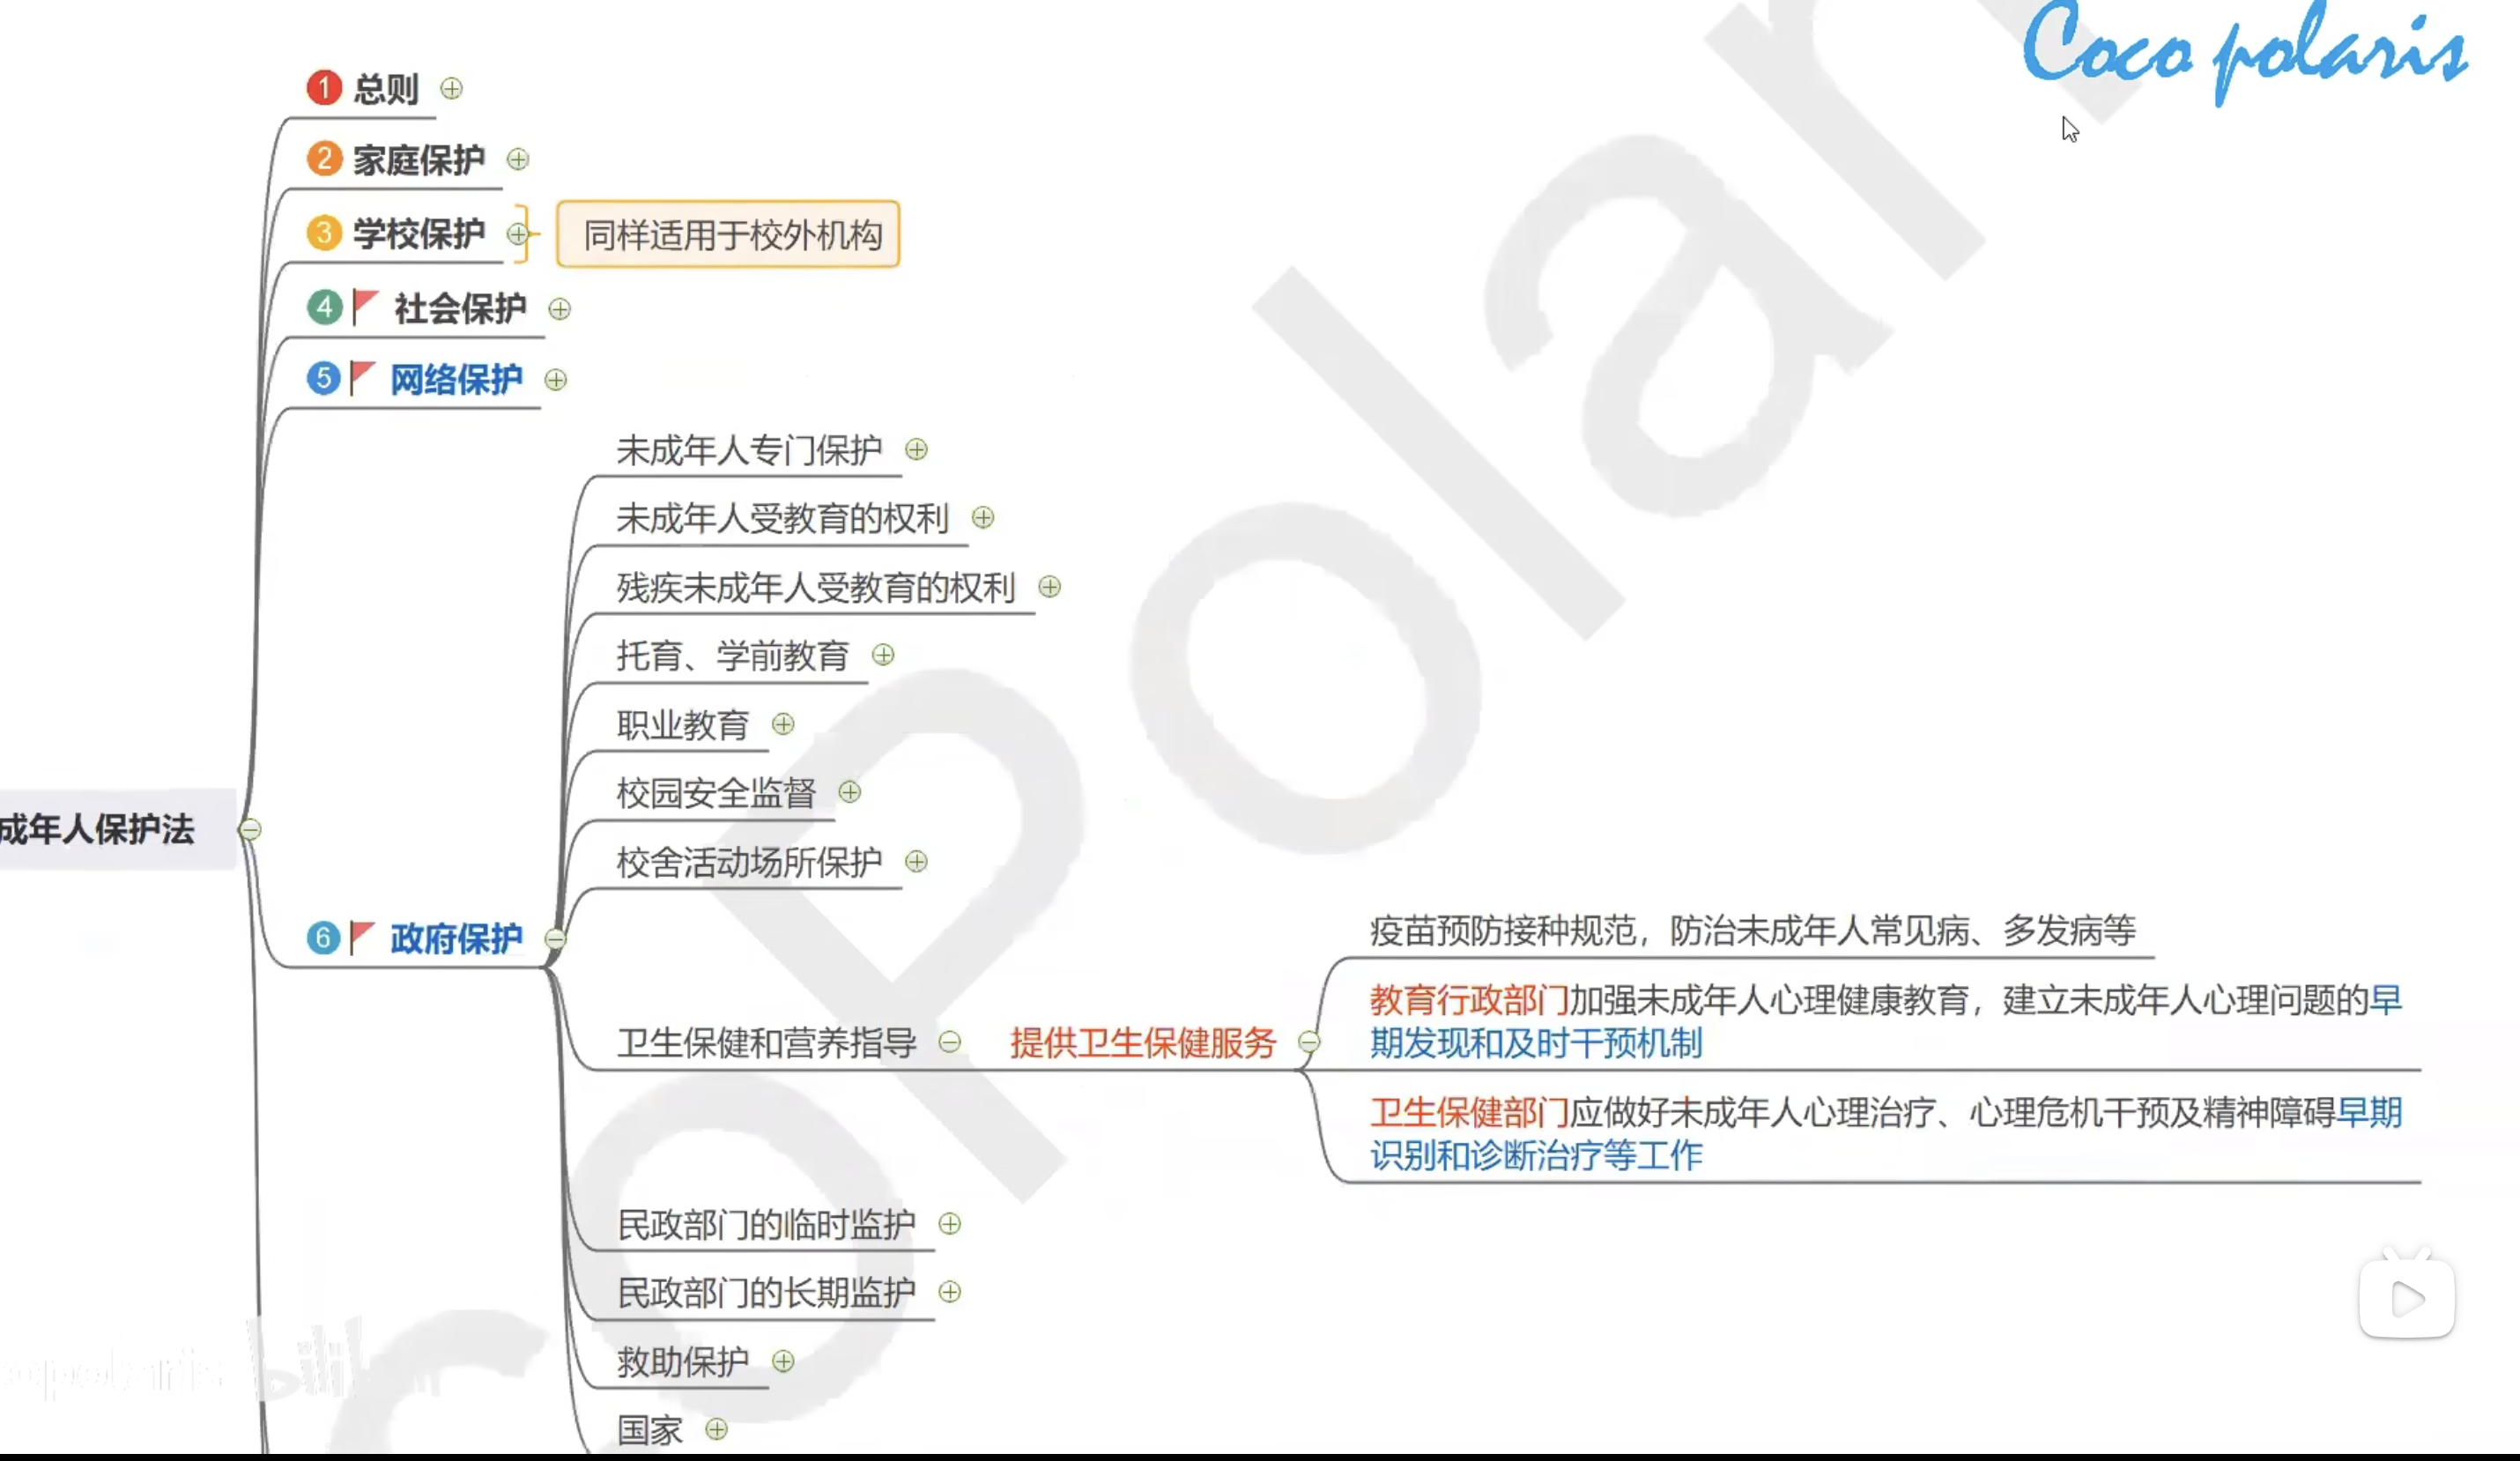 Coco polaris
1 总则
2 家庭保护
3 学校保护
同样适用于校外机构
4 社会保护
5 网络保护
未成年人专门保护
未成年人受教育的权利
残疾未成年人受教育的权利
托育、学前教育
职业教育
校园安全监督
校舍活动场所保护
成年人保护法
6 政府保护
卫生保健和营养指导
提供卫生保健服务
疫苗预防接种规范，防治未成年人常见病、多发病等
教育行政部门加强未成年人心理健康教育，建立未成年人心理问题的早
期发现和及时干预机制
卫生保健部门应做好未成年人心理治疗、心理危机干预及精神障碍早期
识别和诊断治疗等工作
民政部门的临时监护
民政部门的长期监护
救助保护
国家
opolaris bilibili
coPolari